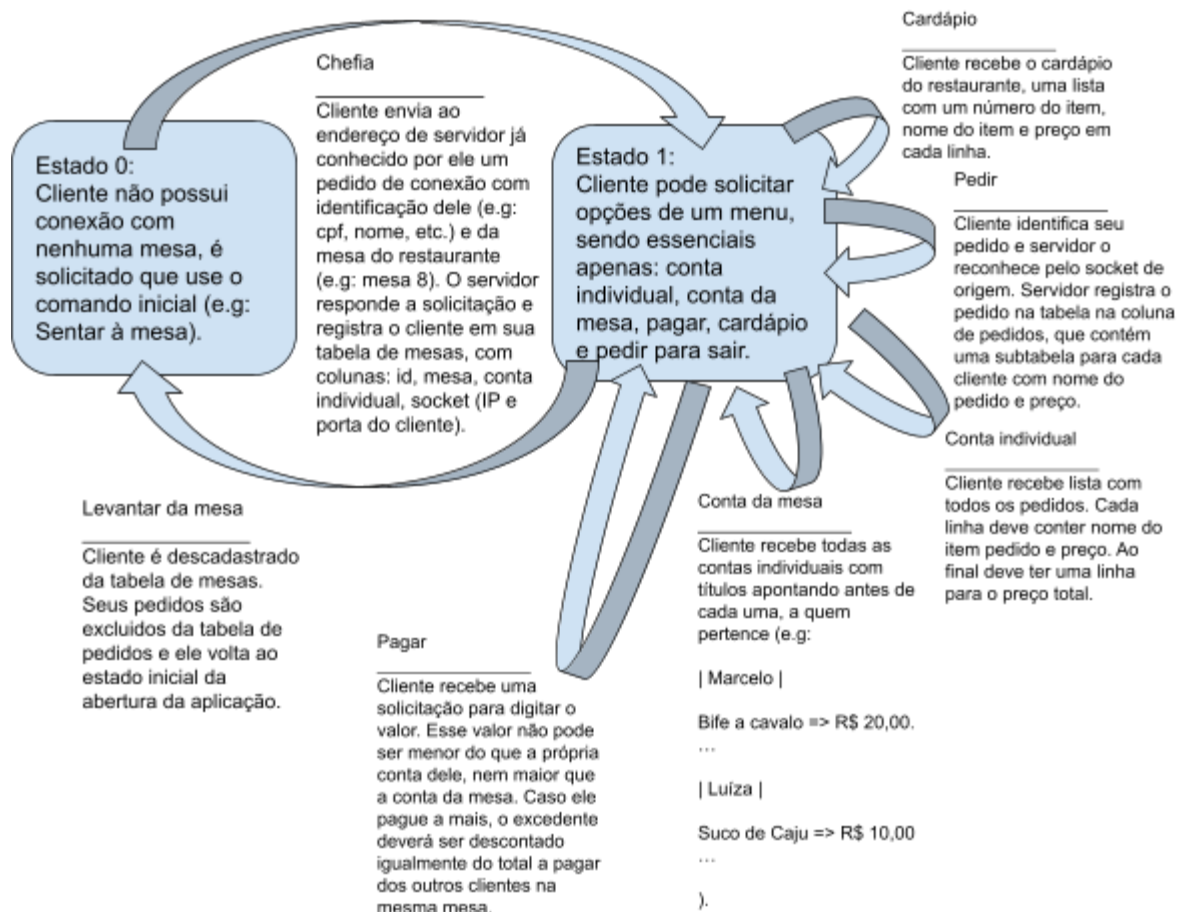 Estado 0:
Cliente não possui
conexão com
nenhuma mesa, é
solicitado que use o
comando inicial (e.g:
Sentar à mesa).
Chefia
Cliente envia ao
endereço de servidor já
conhecido por ele um
pedido de conexão com
identificação dele (e.g:
cpf, nome, etc.) e da
mesa do restaurante
(e.g: mesa 8). O servidor
responde a solicitação e
registra o cliente em sua
tabela de mesas, com
colunas: id, mesa, conta
individual, socket (IP e
porta do cliente).
Estado 1:
Cliente pode solicitar
opções de um menu,
sendo essenciais
apenas: conta
individual, conta da
mesa, pagar, cardápio
e pedir para sair.
Cardápio
Cliente recebe o cardápio
do restaurante, uma lista
com um número do item,
nome do item e preço em
cada linha.
Pedir
Cliente identifica seu
pedido e servidor o
reconhece pelo socket de
origem. Servidor registra o
pedido na tabela na coluna
de pedidos, que contém
uma subtabela para cada
cliente com nome do
pedido e preço.
Conta individual
Cliente recebe lista com
todos os pedidos. Cada
linha deve conter nome do
item pedido e preço. Ao
final deve ter uma linha
para o preço total.
Conta da mesa
Cliente recebe todas as
contas individuais com
títulos apontando antes de
cada uma, a quem
pertence (e.g:
| Marcelo |
Bife a cavalo => R$ 20,00.
…
| Luíza |
Suco de Caju => R$ 10,00
…
).
Pagar
Cliente recebe uma
solicitação para digitar o
valor. Esse valor não pode
ser menor do que a própria
conta dele, nem maior que
a conta da mesa. Caso ele
pague a mais, o excedente
deverá ser descontado
igualmente do total a pagar
dos outros clientes na
mesma mesa.
Levantar da mesa
Cliente é descadastrado
da tabela de mesas.
Seus pedidos são
excluidos da tabela de
pedidos e ele volta ao
estado inicial da
abertura da aplicação.